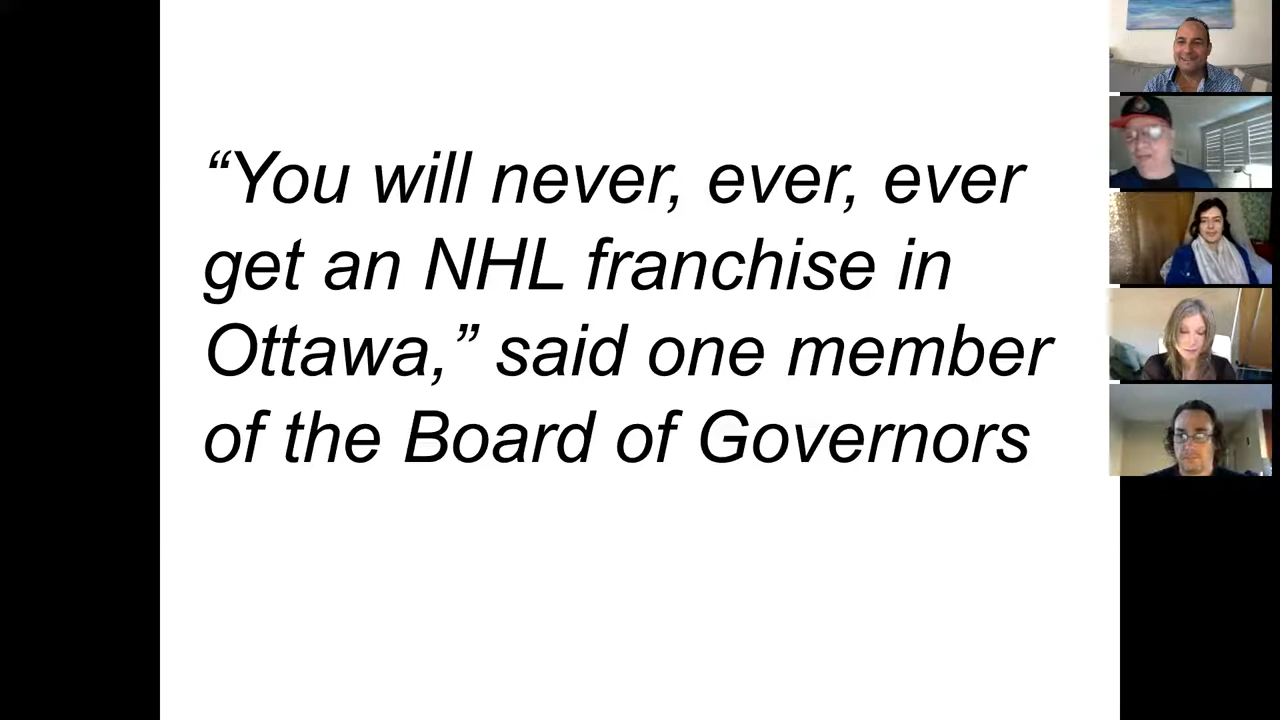 “You will never, ever, ever
get an NHL franchise in
Ottawa,” said one member
of the Board of Governors